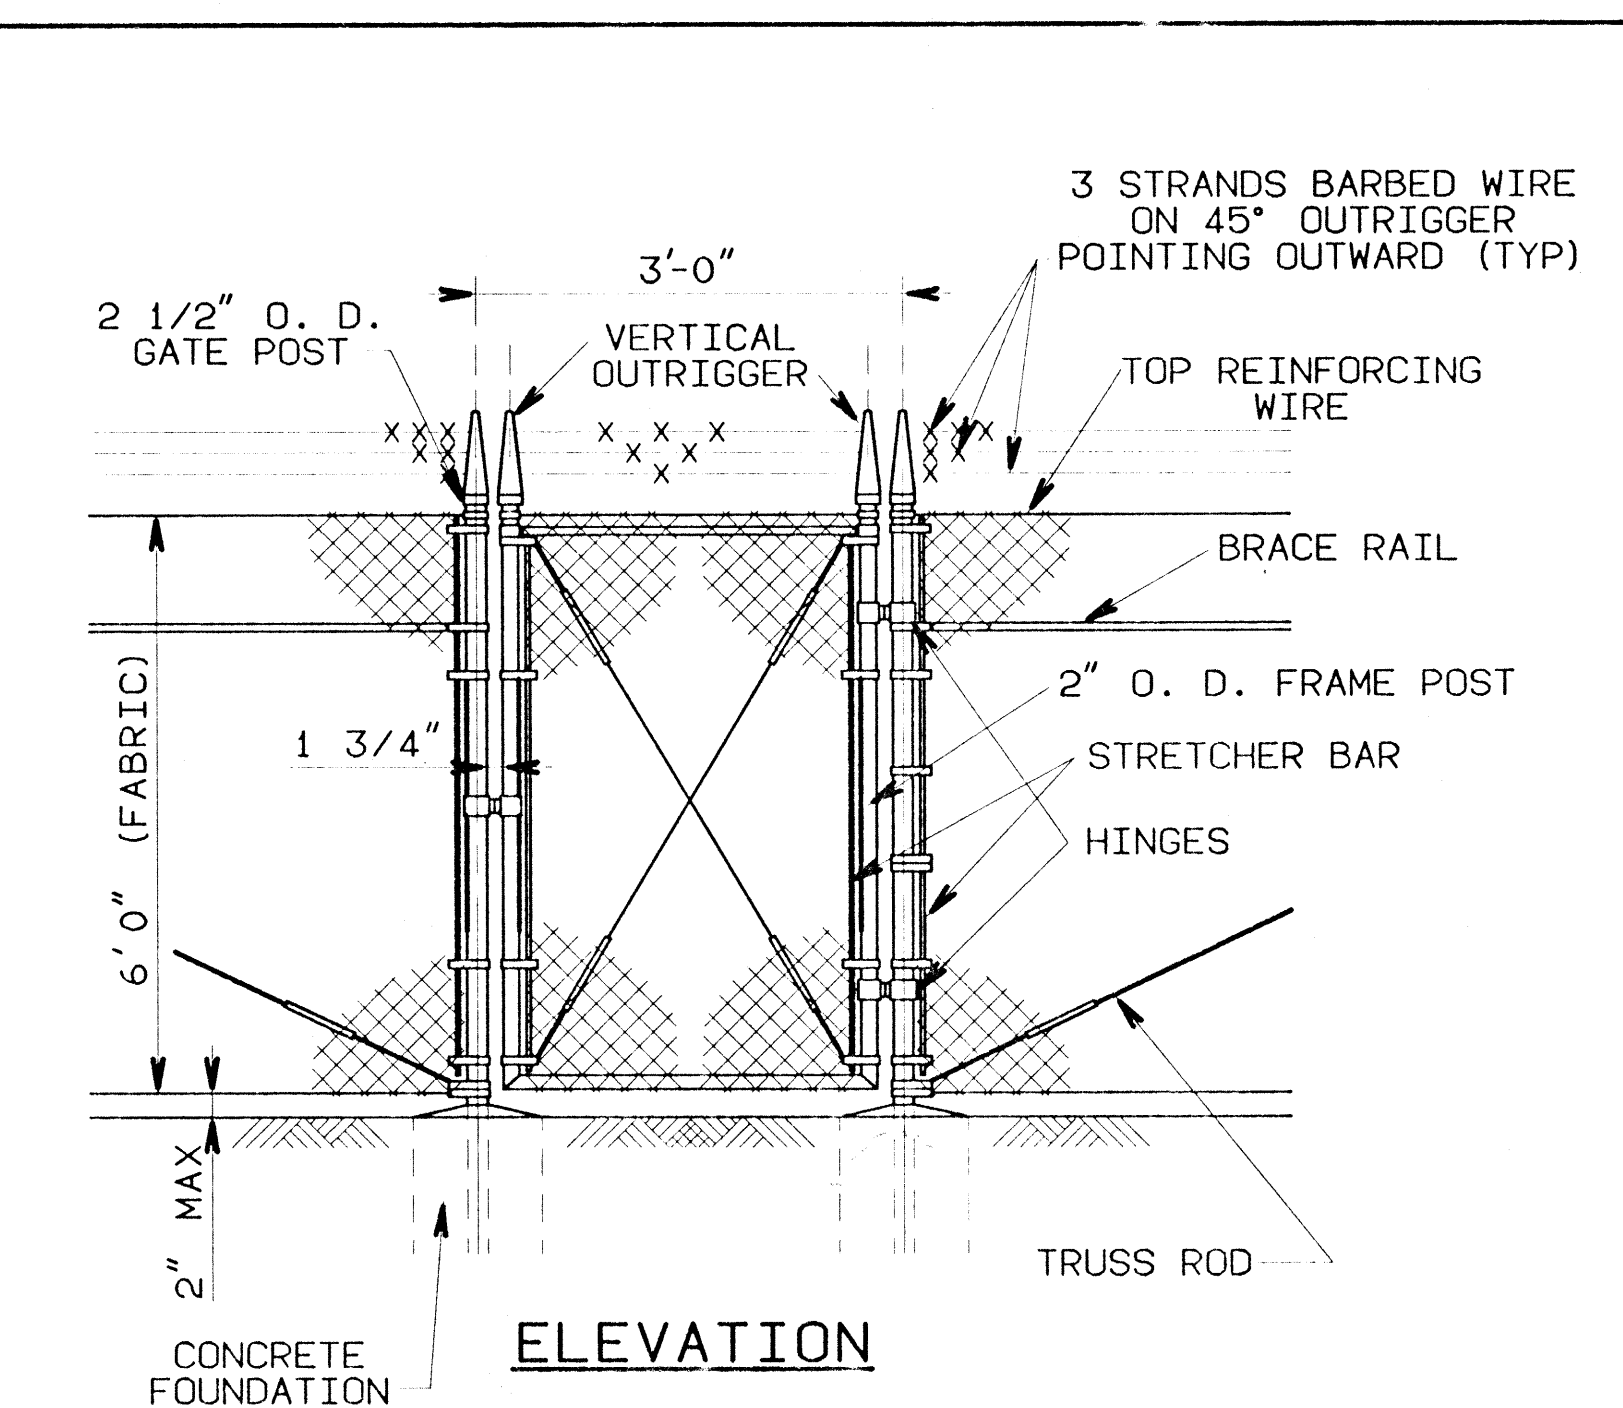 3 STRANDS BARBED WIRE
ON 45° OUTRIGGER
POINTING OUTWARD (TYP)
3'-0"
2 1/2" O. D.
GATE POST
VERTICAL
OUTRIGGER
TOP REINFORCING
WIRE
BRACE RAIL
2" O. D. FRAME POST
1 3/4"
STRETCHER BAR
HINGES
6'0" (FABRIC)
2" MAX
TRUSS ROD
CONCRETE
FOUNDATION
ELEVATION